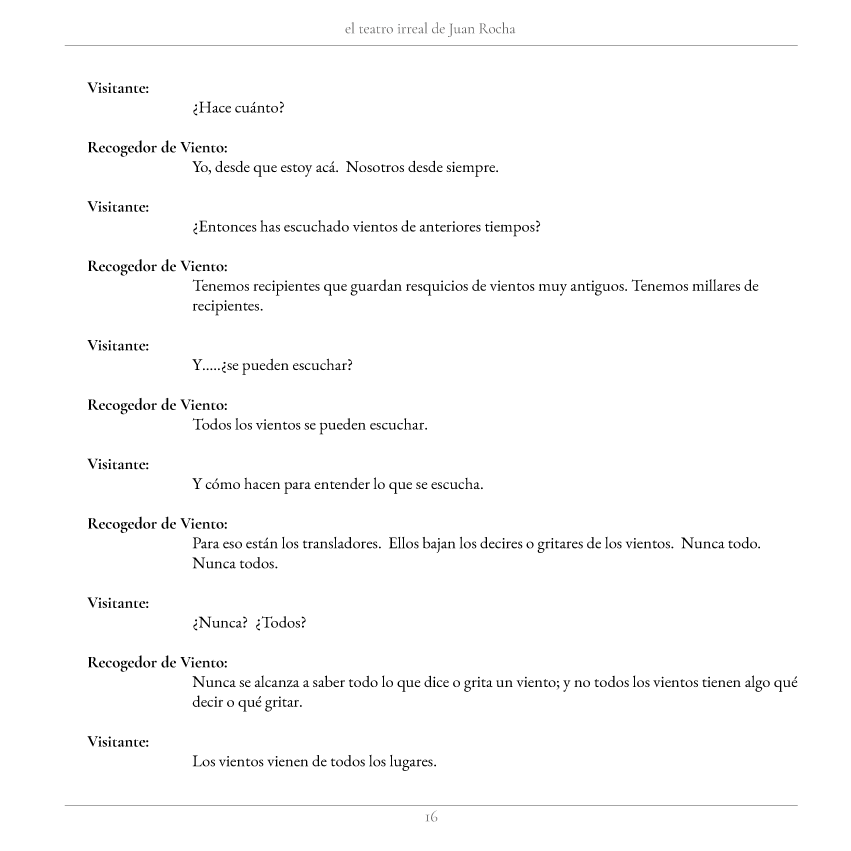 el teatro irreal de Juan Rocha
Visitante:
¿Hace cuánto?
Recogedor de Viento:
Yo, desde que estoy acá.  Nosotros desde siempre.
Visitante:
¿Entonces has escuchado vientos de anteriores tiempos?
Recogedor de Viento:
Tenemos recipientes que guardan resquicios de vientos muy antiguos. Tenemos millares de
recipientes.
Visitante:
Y.....¿se pueden escuchar?
Recogedor de Viento:
Todos los vientos se pueden escuchar.
Visitante:
Y cómo hacen para entender lo que se escucha.
Recogedor de Viento:
Para eso están los transladores.  Ellos bajan los decires o gritares de los vientos.  Nunca todo.
Nunca todos.
Visitante:
¿Nunca?  ¿Todos?
Recogedor de Viento:
Nunca se alcanza a saber todo lo que dice o grita un viento; y no todos los vientos tienen algo qué
decir o qué gritar.
Visitante:
Los vientos vienen de todos los lugares.
16